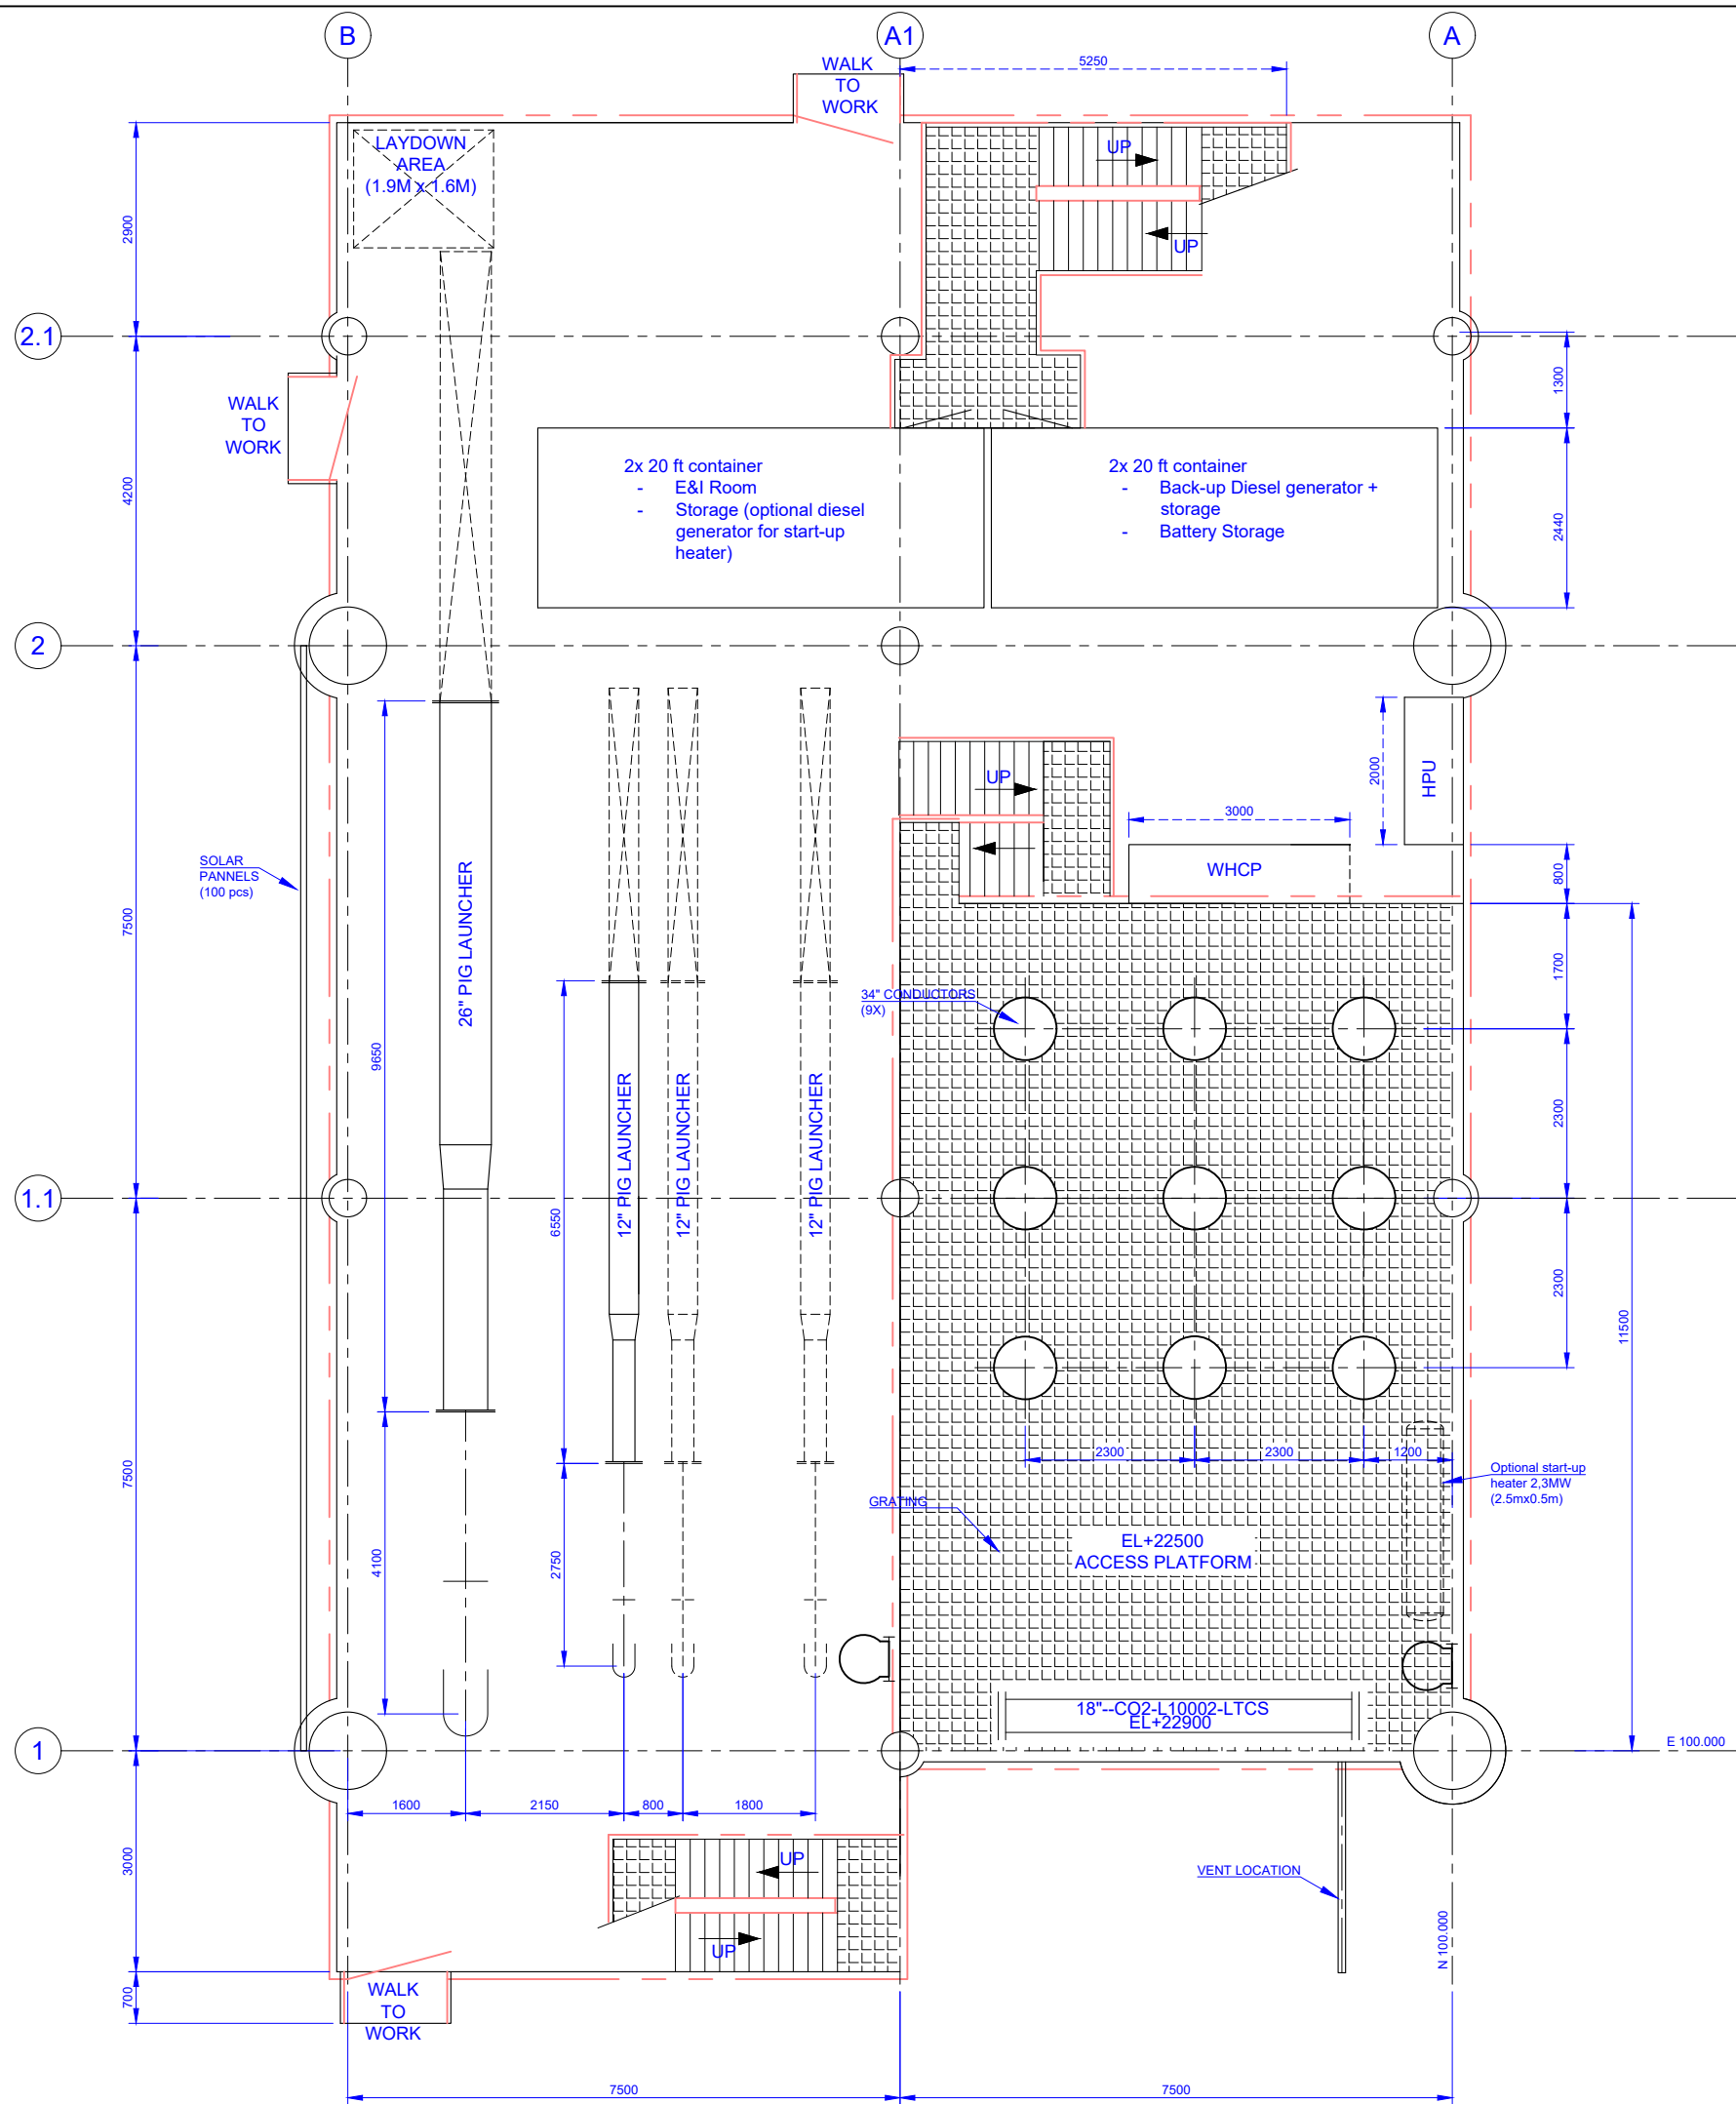 B
A1
A
WALK
TO
WORK
5250
LAYDOWN
AREA
(1.9M x 1.6M)
UP
UP
2900
2.1
1300
WALK
TO
WORK
4200
2x 20 ft container
- E&I Room
- Storage (optional diesel
generator for start-up
heater)
2x 20 ft container
- Back-up Diesel generator +
storage
- Battery Storage
2440
2
UP
2000
HPU
3000
WHCP
800
SOLAR
PANNELS
(100 pcs)
7500
26" PIG LAUNCHER
9650
34" CONDUCTORS
(9X)
1700
12" PIG LAUNCHER
12" PIG LAUNCHER
12" PIG LAUNCHER
6550
2300
1.1
2300
11500
2300
2300
1200
Optional start-up
heater 2,3MW
(2.5mx0.5m)
7500
4100
2750
GRATING
EL+22500
ACCESS PLATFORM
18"--CO2-L10002-LTCS
EL+22900
1
E 100.000
1600
2150
800
1800
3000
UP
UP
VENT LOCATION
N 100.000
700
WALK
TO
WORK
7500
7500